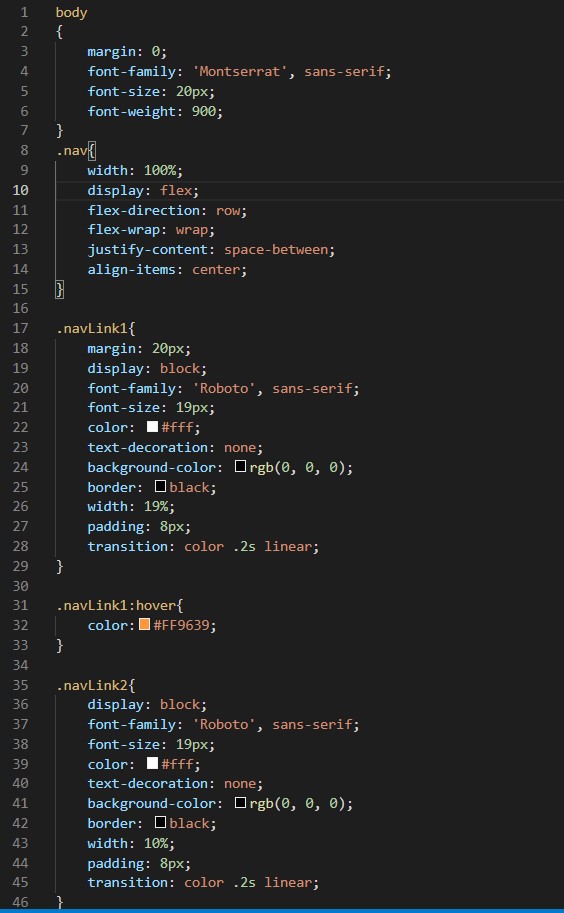 1 body
2 {
3 margin: 0;
4 font-family: 'Montserrat', sans-serif;
5 font-size: 20px;
6 font-weight: 900;
7 }
8 .nav{
9 width: 100%;
10 display: flex;
11 flex-direction: row;
12 flex-wrap: wrap;
13 justify-content: space-between;
14 align-items: center;
15 }
16
17 .navLink1{
18 margin: 20px;
19 display: block;
20 font-family: 'Roboto', sans-serif;
21 font-size: 19px;
22 color: #fff;
23 text-decoration: none;
24 background-color: rgb(0, 0, 0);
25 border: black;
26 width: 19%;
27 padding: 8px;
28 transition: color .2s linear;
29 }
30
31 .navLink1:hover{
32 color: #FF9639;
33 }
34
35 .navLink2{
36 display: block;
37 font-family: 'Roboto', sans-serif;
38 font-size: 19px;
39 color: #fff;
40 text-decoration: none;
41 background-color: rgb(0, 0, 0);
42 border: black;
43 width: 10%;
44 padding: 8px;
45 transition: color .2s linear;
46 }